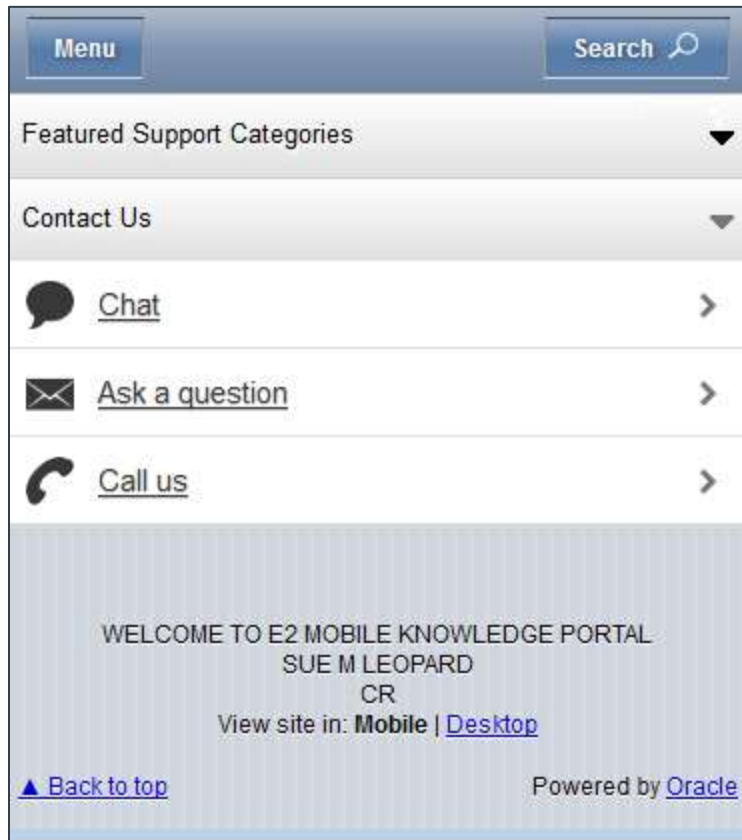 Menu Search
Featured Support Categories
Contact Us
Chat
Ask a question
Call us
WELCOME TO E2 MOBILE KNOWLEDGE PORTAL
SUE M LEOPARD
CR
View site in: Mobile | Desktop
▲ Back to top Powered by Oracle